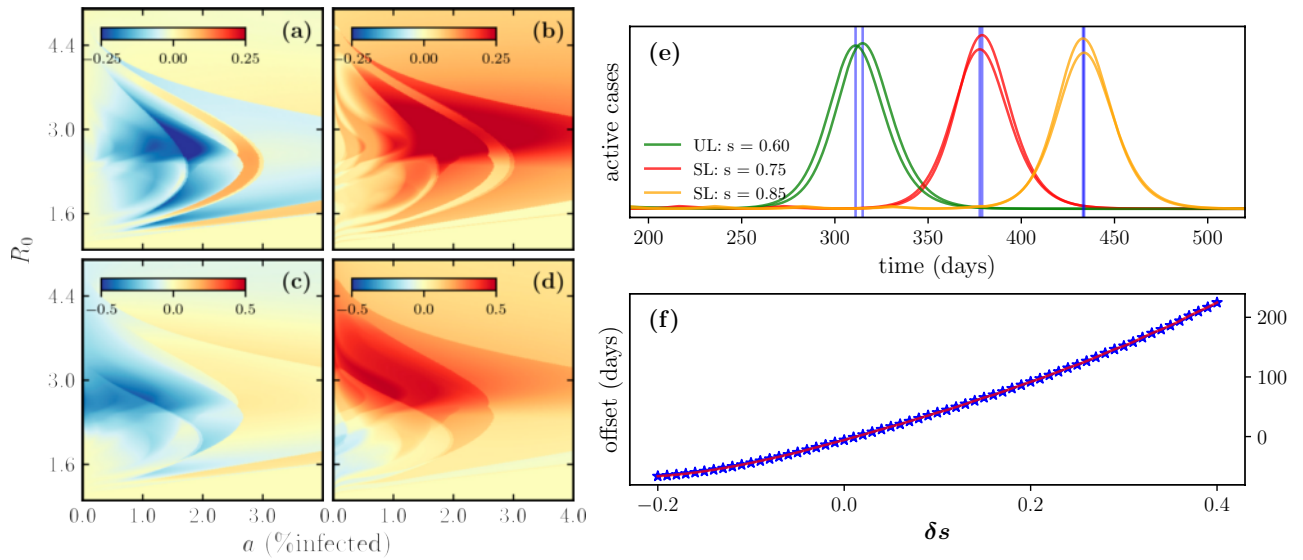 (a)
−0.25 0.00 0.25
4.4
3.0
1.6
(b)
−0.25 0.00 0.25
R0
(c)
−0.5 0.0 0.5
4.4
3.0
1.6
0.0 1.0 3.0
(d)
−0.5 0.0 0.5
0.0 1.0 2.0 3.0 4.0
a (%infected)
(e)
active cases
UL: s = 0.60
SL: s = 0.75
SL: s = 0.85
200 250 300 350 400 450 500
time (days)
(f)
offset (days)
200
100
0
−0.2 0.0 0.2 0.4
δs